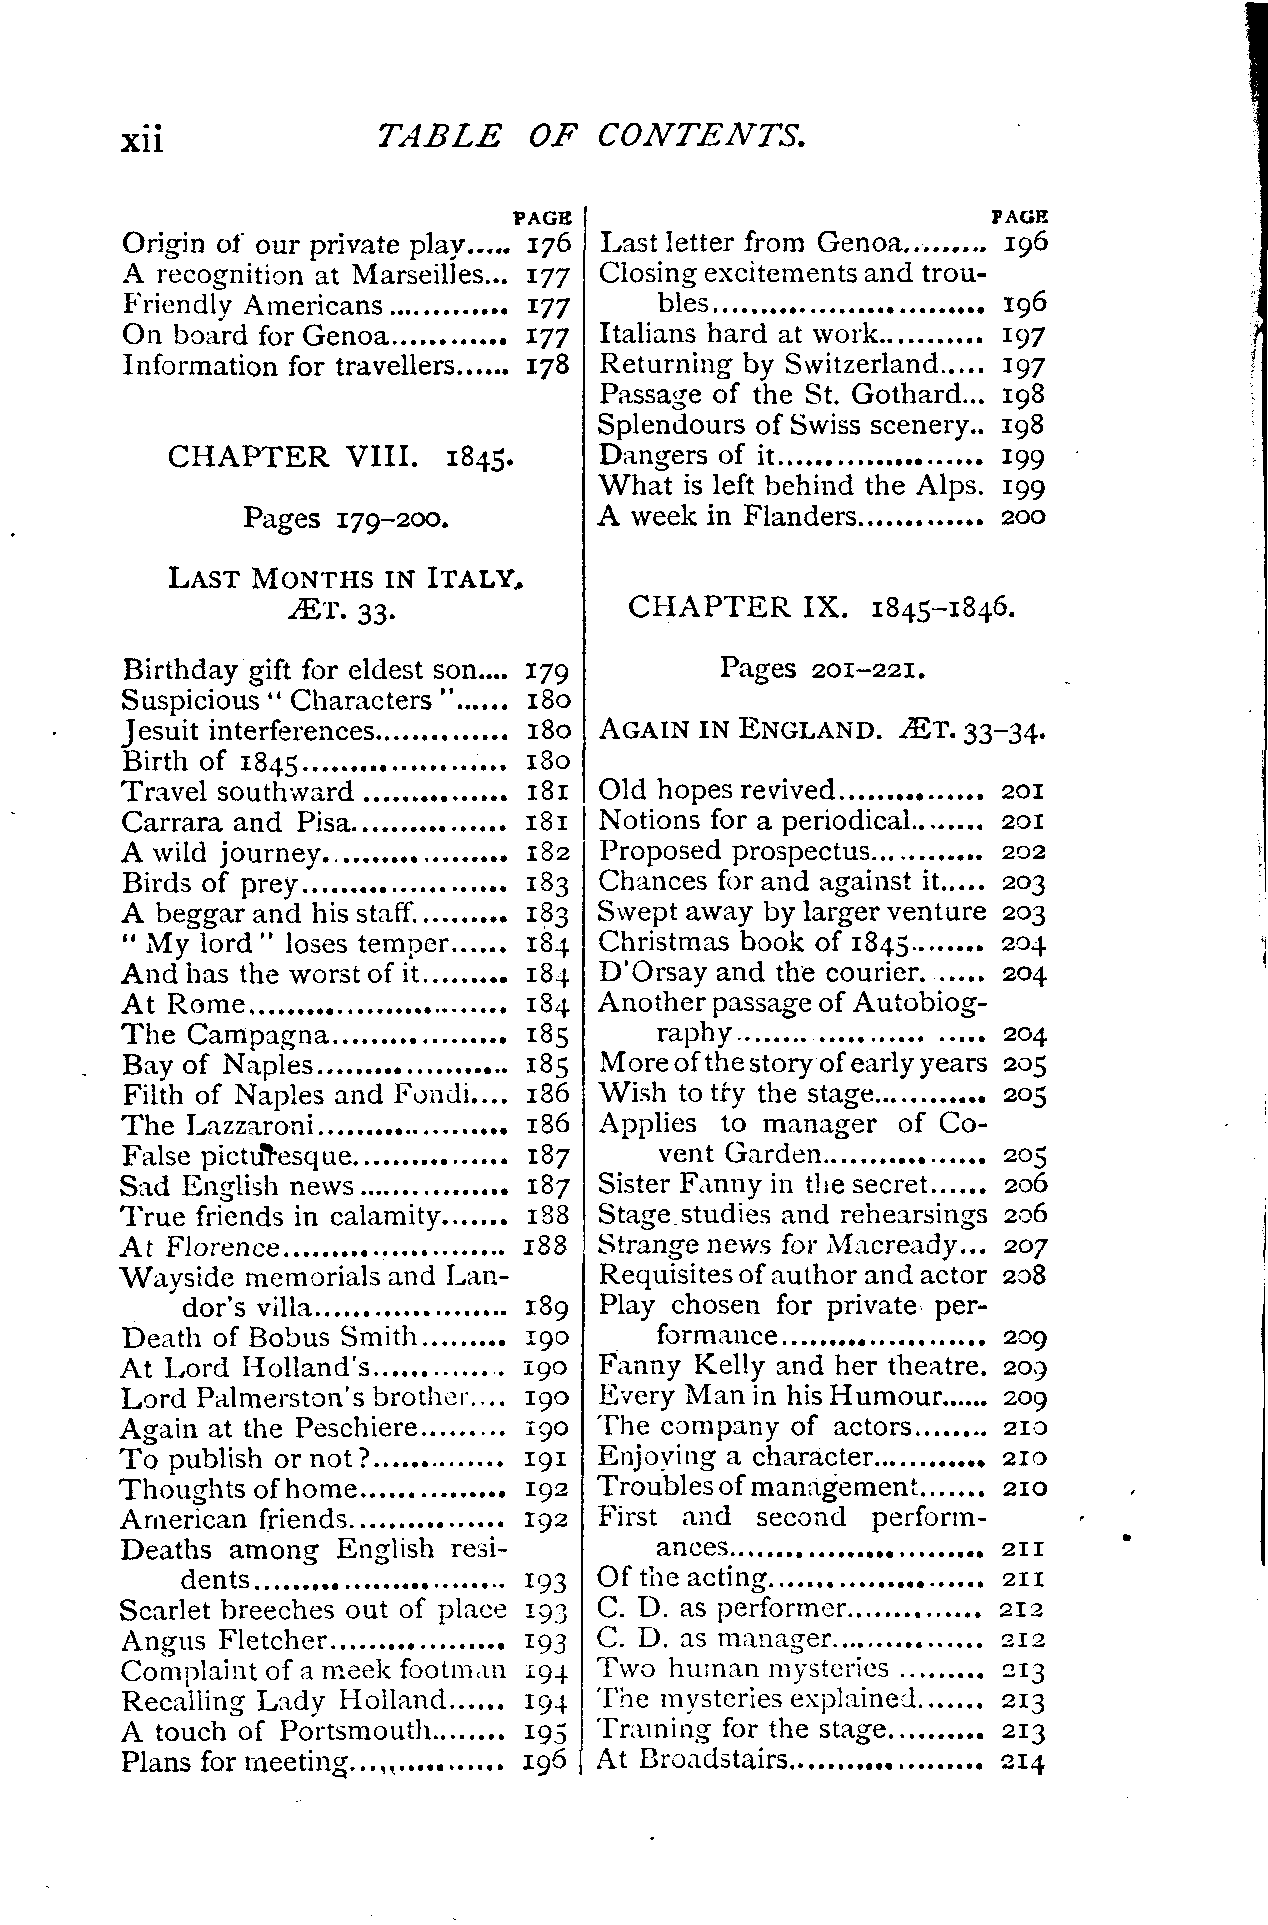 xii
TABLE OF CONTENTS.
PAGE
Origin of our private play..... 176
A recognition at Marseilles... 177
Friendly Americans ............. 177
On board for Genoa............ 177
Information for travellers...... 178
CHAPTER VIII. 1845.
Pages 179–200.
LAST MONTHS IN ITALY.
ÆT. 33.
Birthday gift for eldest son.... 179
Suspicious “ Characters ”...... 180
Jesuit interferences.............. 180
Birth of 1845..................... 180
Travel southward ............... 181
Carrara and Pisa................ 181
A wild journey................... 182
Birds of prey..................... 183
A beggar and his staff.......... 183
“ My lord ” loses temper...... 184
And has the worst of it......... 184
At Rome........................... 184
The Campagna.................. 185
Bay of Naples.................... 185
Filth of Naples and Fondi.... 186
The Lazzaroni.................... 186
False picturesque................ 187
Sad English news ............... 187
True friends in calamity....... 188
At Florence....................... 188
Wayside memorials and Lan-
dor's villa.................... 189
Death of Bobus Smith......... 190
At Lord Holland's.............. 190
Lord Palmerston's brother.... 190
Again at the Peschiere......... 190
To publish or not ?.............. 191
Thoughts of home............... 192
American friends................ 192
Deaths among English resi-
dents.......................... 193
Scarlet breeches out of place 193
Angus Fletcher.................. 193
Complaint of a meek footman 194
Recalling Lady Holland...... 194
A touch of Portsmouth........ 195
Plans for meeting................ 196
PAGE
Last letter from Genoa......... 196
Closing excitements and trou-
bles............................ 196
Italians hard at work........... 197
Returning by Switzerland..... 197
Passage of the St. Gothard... 198
Splendours of Swiss scenery.. 198
Dangers of it..................... 199
What is left behind the Alps. 199
A week in Flanders............. 200
CHAPTER IX. 1845–1846.
Pages 201–221.
AGAIN IN ENGLAND. ÆT. 33–34.
Old hopes revived............... 201
Notions for a periodical........ 201
Proposed prospectus............ 202
Chances for and against it..... 203
Swept away by larger venture 203
Christmas book of 1845........ 204
D'Orsay and the courier. ..... 204
Another passage of Autobiog-
raphy........................ 204
More of the story of early years 205
Wish to try the stage............ 205
Applies to manager of Co-
vent Garden................. 205
Sister Fanny in the secret...... 206
Stage studies and rehearsings 206
Strange news for Macready... 207
Requisites of author and actor 208
Play chosen for private per-
formance..................... 209
Fanny Kelly and her theatre. 209
Every Man in his Humour...... 209
The company of actors........ 210
Enjoying a character............ 210
Troubles of management....... 210
First and second perform-
ances.......................... 211
Of the acting...................... 211
C. D. as performer.............. 212
C. D. as manager................ 212
Two human mysteries ......... 213
The mysteries explained....... 213
Training for the stage.......... 213
At Broadstairs.................... 214